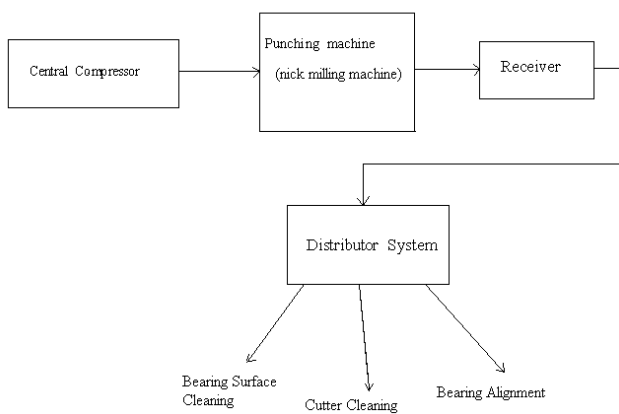 Central Compressor
Punching machine
(nick milling machine)
Receiver
Distributor System
Bearing Surface
Cleaning
Cutter Cleaning
Bearing Alignment